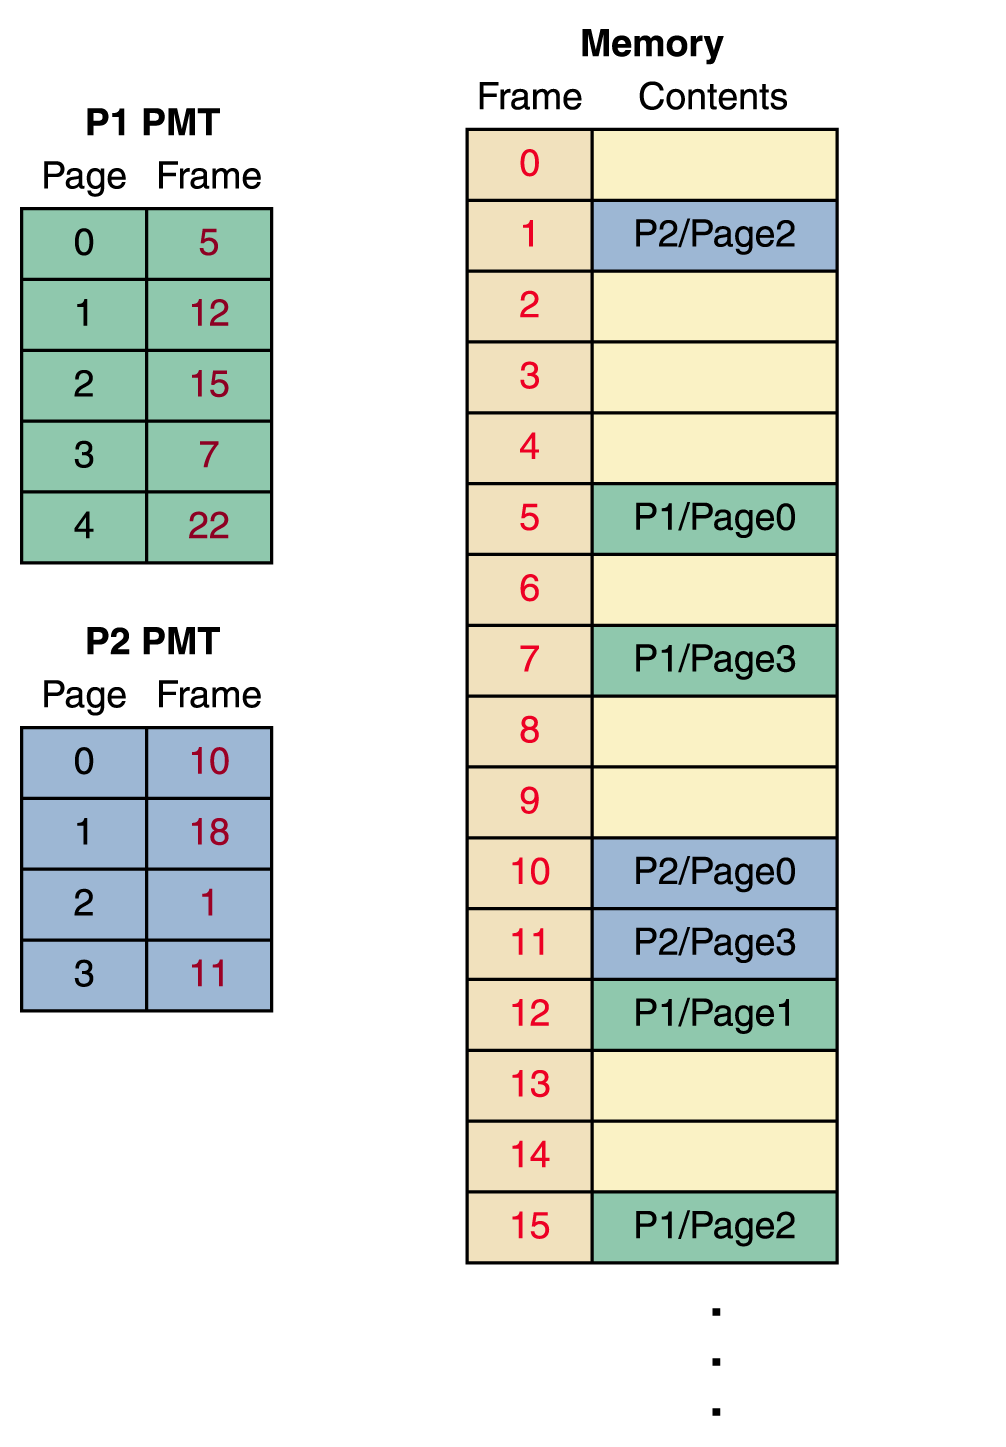 P1 PMT
Page Frame
0 5
1 12
2 15
3 7
4 22
P2 PMT
Page Frame
0 10
1 18
2 1
3 11
Memory
Frame Contents
0
1 P2/Page2
2
3
4
5 P1/Page0
6
7 P1/Page3
8
9
10 P2/Page0
11 P2/Page3
12 P1/Page1
13
14
15 P1/Page2
.
.
.